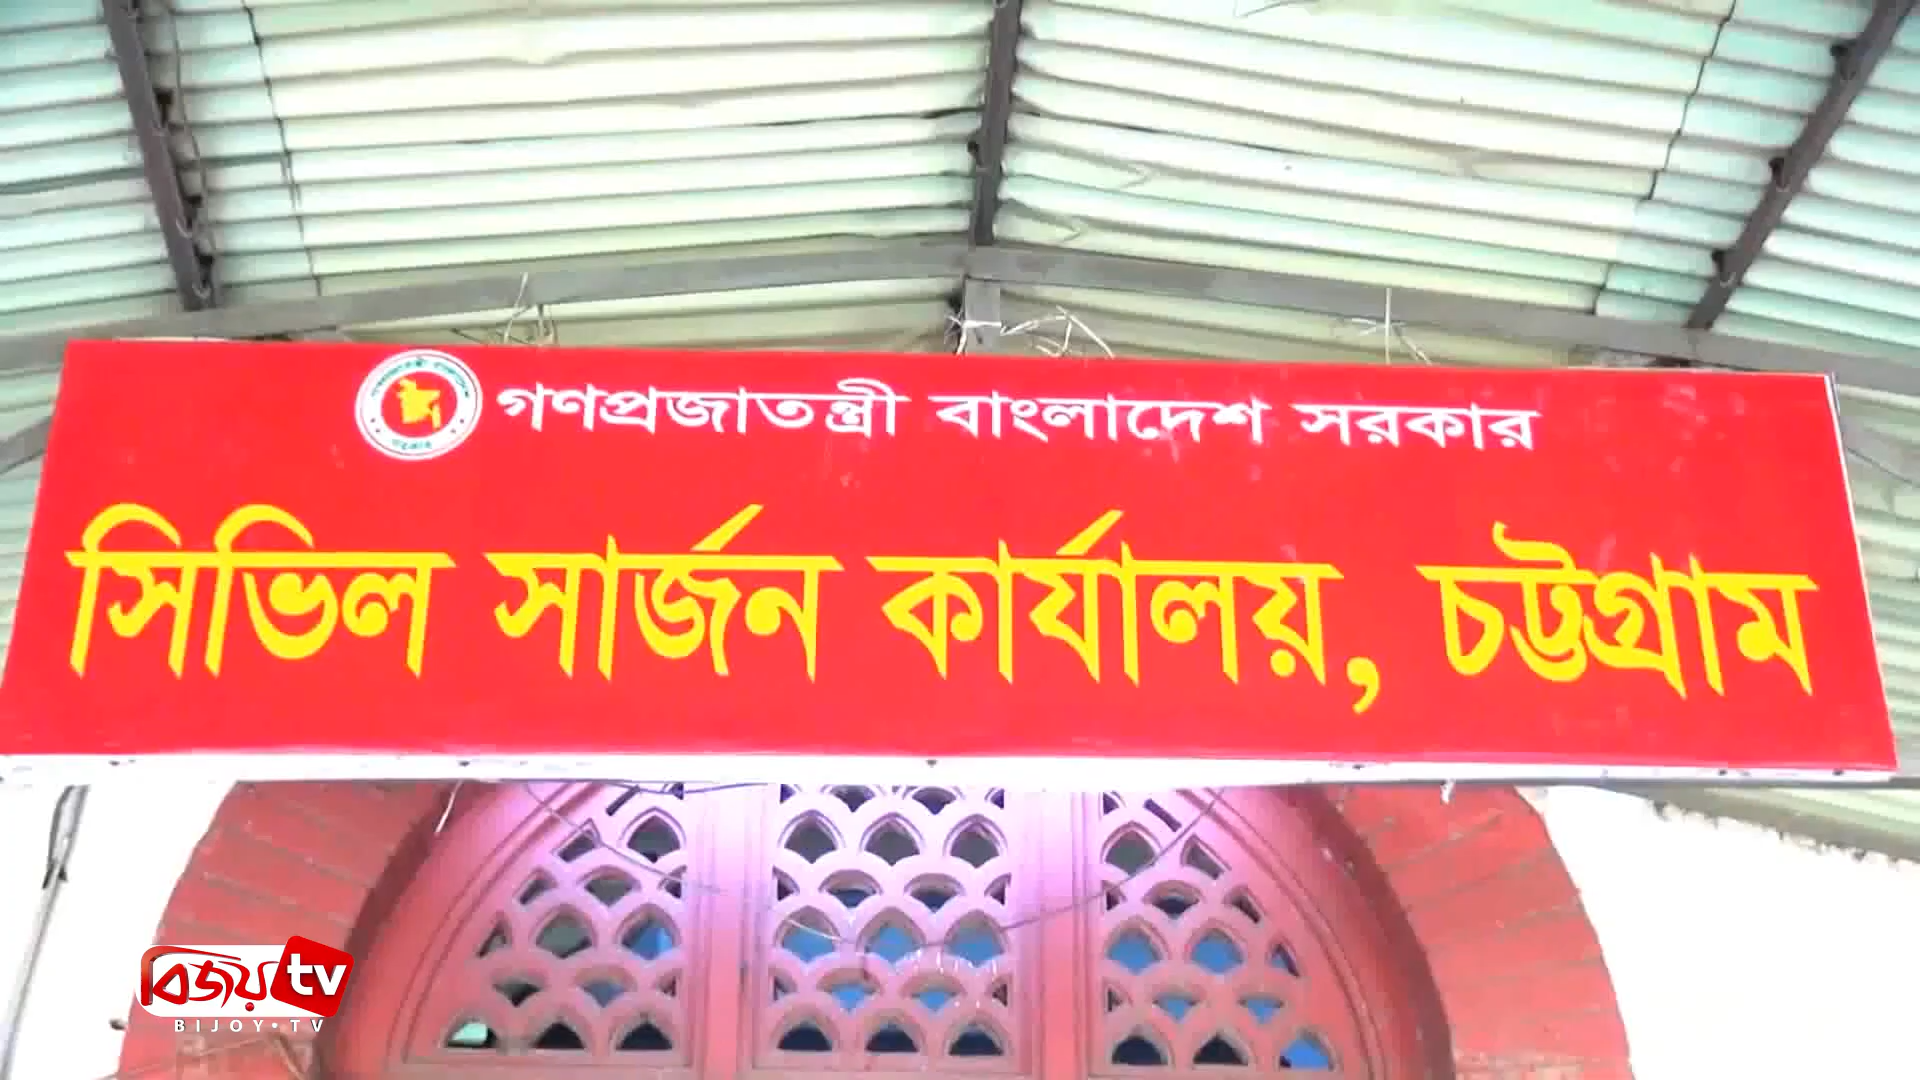 গণপ্রজাতন্ত্রী বাংলাদেশ সরকার
সিভিল সার্জন কার্যালয়, চট্টগ্রাম
বিজয় tv
BIJOY•TV